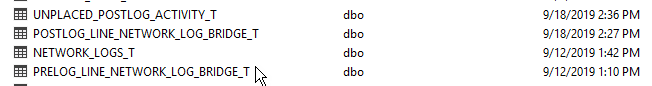 UNPLACED_POSTLOG_ACTIVITY_T dbo 9/18/2019 2:36 PM
POSTLOG_LINE_NETWORK_LOG_BRIDGE_T dbo 9/18/2019 2:27 PM
NETWORK_LOGS_T dbo 9/12/2019 1:42 PM
PRELOG_LINE_NETWORK_LOG_BRIDGE_T dbo 9/12/2019 1:10 PM